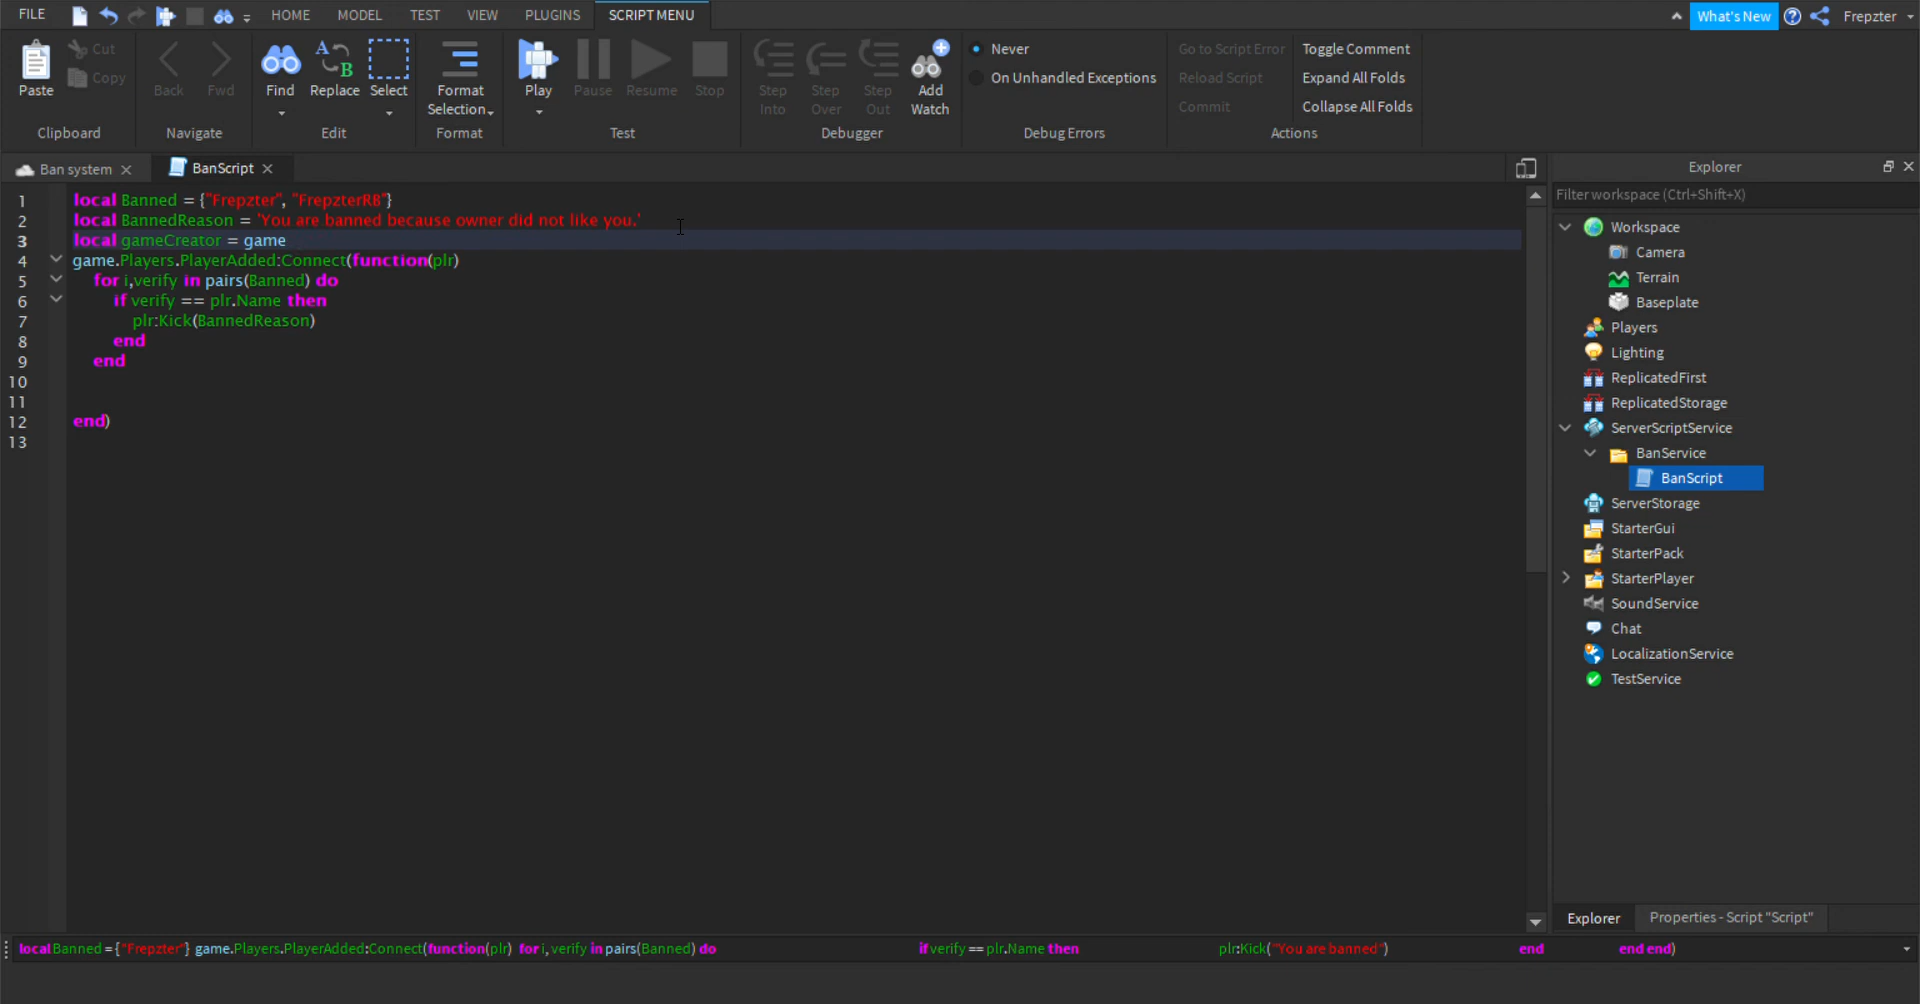 FILE HOME MODEL TEST VIEW PLUGINS SCRIPT MENU What's New Frepzter
Paste Cut Copy Back Fwd Find Replace Select Format Selection Play Pause Resume Stop Step Into Step Over Step Out Add Watch Never On Unhandled Exceptions Go to Script Error Reload Script Commit Toggle Comment Expand All Folds Collapse All Folds
Clipboard Navigate Edit Format Test Debugger Debug Errors Actions
Ban system BanScript
1 local Banned = {"Frepzter", "FrepzterRB"}
2 local BannedReason = 'You are banned because owner did not like you.'
3 local gameCreator = game
4 game.Players.PlayerAdded:Connect(function(plr)
5 for i,verify in pairs(Banned) do
6 if verify == plr.Name then
7 plr:Kick(BannedReason)
8 end
9 end
10
11
12 end)
13
Explorer
Filter workspace (Ctrl+Shift+X)
Workspace
Camera
Terrain
Baseplate
Players
Lighting
ReplicatedFirst
ReplicatedStorage
ServerScriptService
BanService
BanScript
ServerStorage
StarterGui
StarterPack
StarterPlayer
SoundService
Chat
LocalizationService
TestService
Explorer Properties - Script "Script"
local Banned = {"Frepzter"} game.Players.PlayerAdded:Connect(function(plr) for i, verify in pairs(Banned) do if verify == plr.Name then plr:Kick("You are banned") end end end)